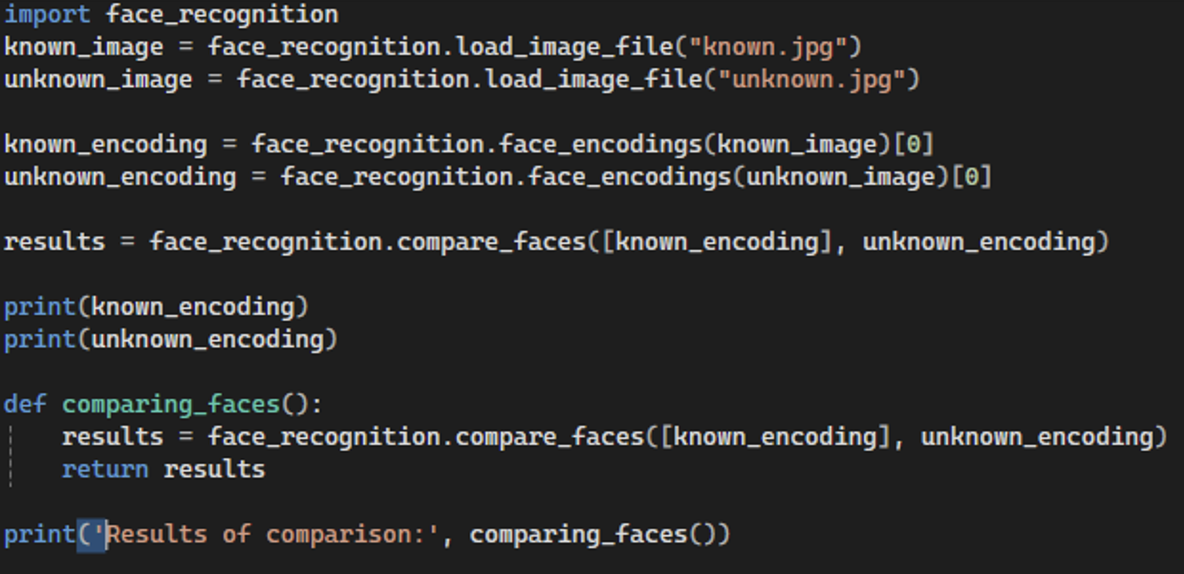 import face_recognition
known_image = face_recognition.load_image_file("known.jpg")
unknown_image = face_recognition.load_image_file("unknown.jpg")

known_encoding = face_recognition.face_encodings(known_image)[0]
unknown_encoding = face_recognition.face_encodings(unknown_image)[0]

results = face_recognition.compare_faces([known_encoding], unknown_encoding)

print(known_encoding)
print(unknown_encoding)

def comparing_faces():
    results = face_recognition.compare_faces([known_encoding], unknown_encoding)
    return results

print('Results of comparison:', comparing_faces())